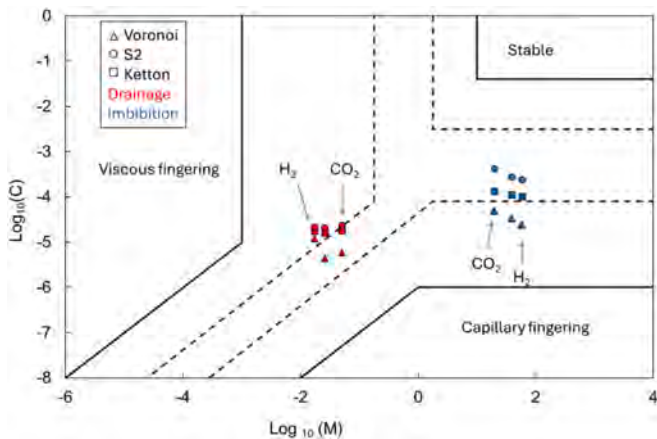 0
-1
-2
-3
-4
-5
-6
-7
-8
Log₁₀(C)
Voronoi
S2
Ketton
Drainage
Imbibition
Stable
Viscous fingering
H₂
CO₂
CO₂
H₂
Capillary fingering
-6 -4 -2 0 2 4
Log ₁₀ (M)